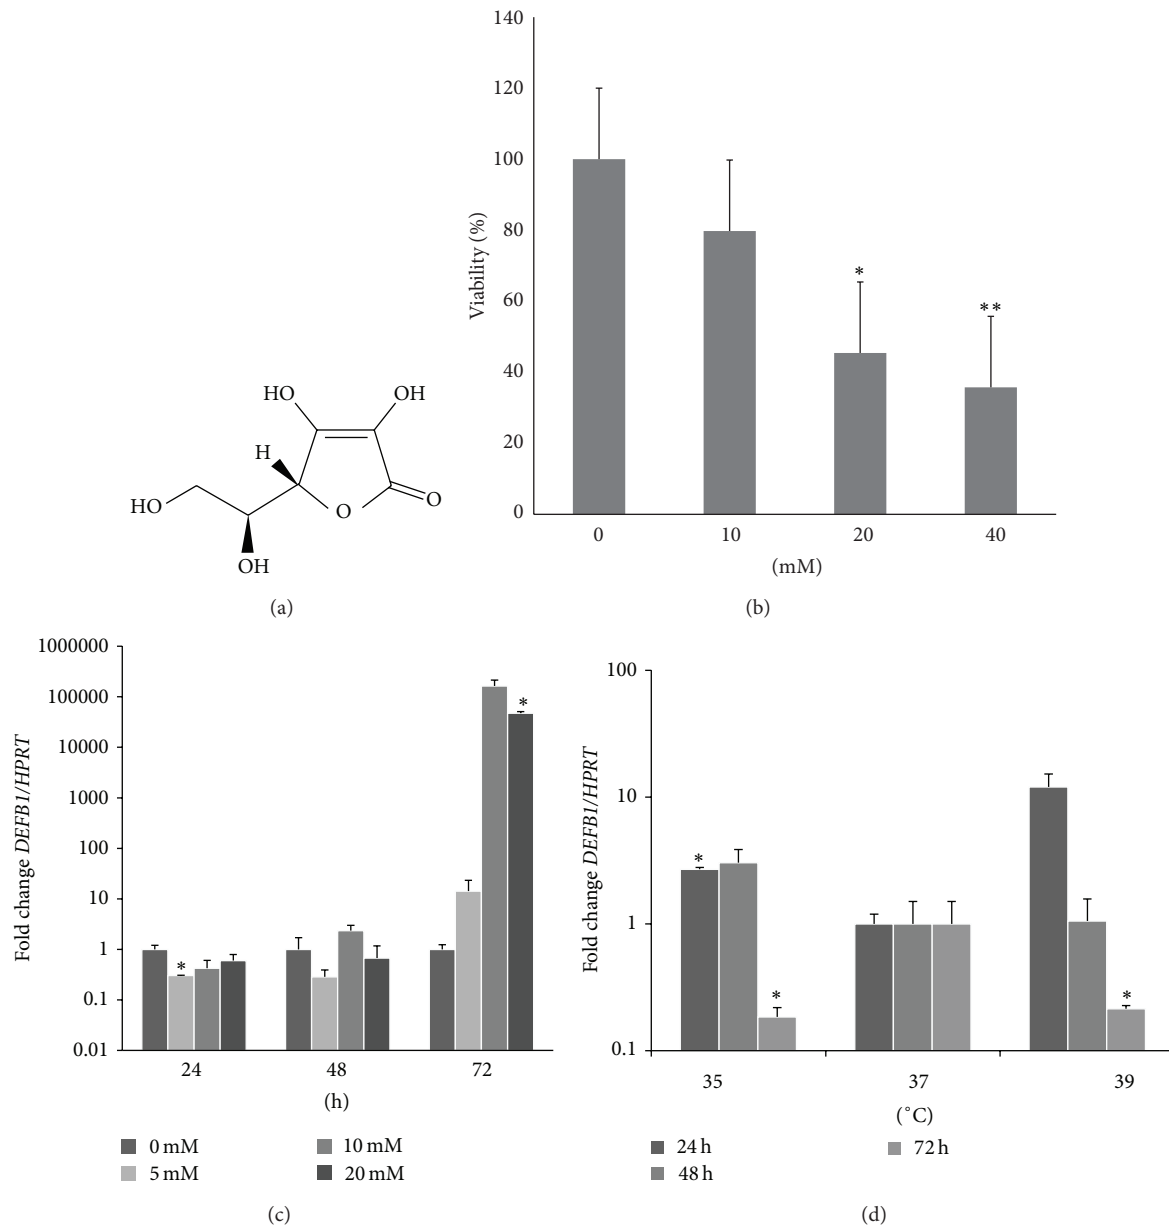 HO
OH
H
HO
O
O
OH
(a)
Viability (%)
140
120
100
80
60
40
20
0
*
**
0 10 20 40
(mM)
(b)
Fold change DEFB1/HPRT
1000000
100000
10000
1000
100
10
1
0.1
0.01
*
*
24 48 72
(h)
0 mM
5 mM
10 mM
20 mM
(c)
Fold change DEFB1/HPRT
100
10
1
0.1
*
*
*
35 37 39
(°C)
24 h
48 h
72 h
(d)